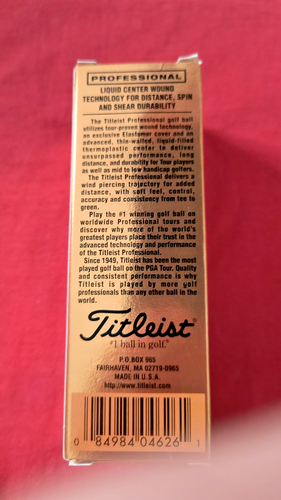 PROFESSIONAL
LIQUID CENTER WOUND
TECHNOLOGY FOR DISTANCE, SPIN
AND SHEAR DURABILITY
The Titleist Professional golf ball
utilizes tour-proven wound technology,
an exclusive Elastomer cover and an
advanced, thin-walled, liquid-filled
thermoplastic center to deliver
unsurpassed performance, long
distance, and durability for Tour players
as well as mid to low handicap golfers.
The Titleist Professional delivers a
wind piercing trajectory for added
distance, with soft feel, control,
accuracy and consistency from tee to
green.
Play the #1 winning golf ball on
worldwide Professional tours and
discover why more of the world's
greatest players place their trust in the
advanced technology and performance
of the Titleist Professional.
Since 1949, Titleist has been the most
played golf ball on the PGA Tour. Quality
and consistent performance is why
Titleist is played by more golf
professionals than any other ball in the
world.
Titleist
#1 ball in golf.™
P.O.BOX 965
FAIRHAVEN, MA 02719-0965
MADE IN U.S.A.
http://www.titleist.com
0 84984 04626 1